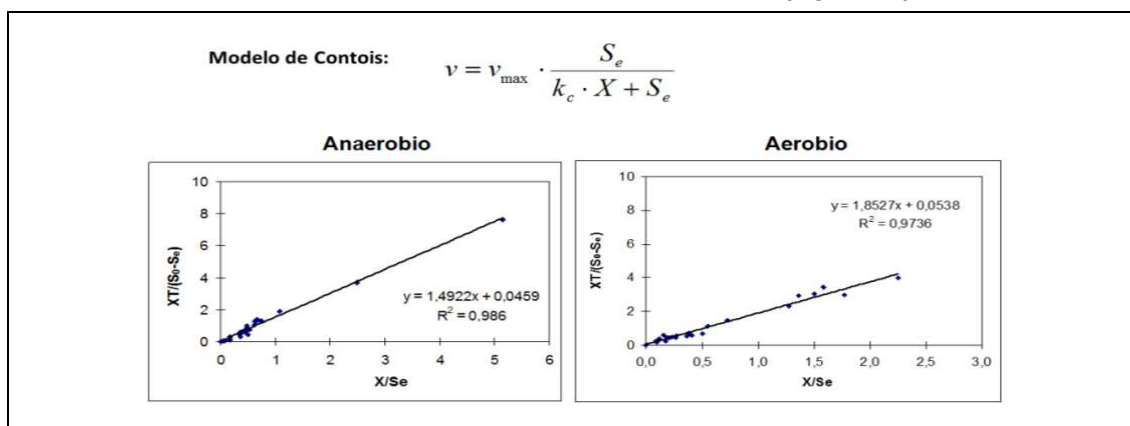 Modelo de Contois:
v = v_max · S_e / (k_c · X + S_e)
Anaerobio
Aerobio
XT/(S₀-Sₑ)
10
8
6
4
2
0
y = 1,4922x + 0,0459
R² = 0,986
0 1 2 3 4 5 6
X/Se
XT/(S₀-Sₑ)
10
8
6
4
2
0
y = 1,8527x + 0,0538
R² = 0,9736
0,0 0,5 1,0 1,5 2,0 2,5 3,0
X/Se